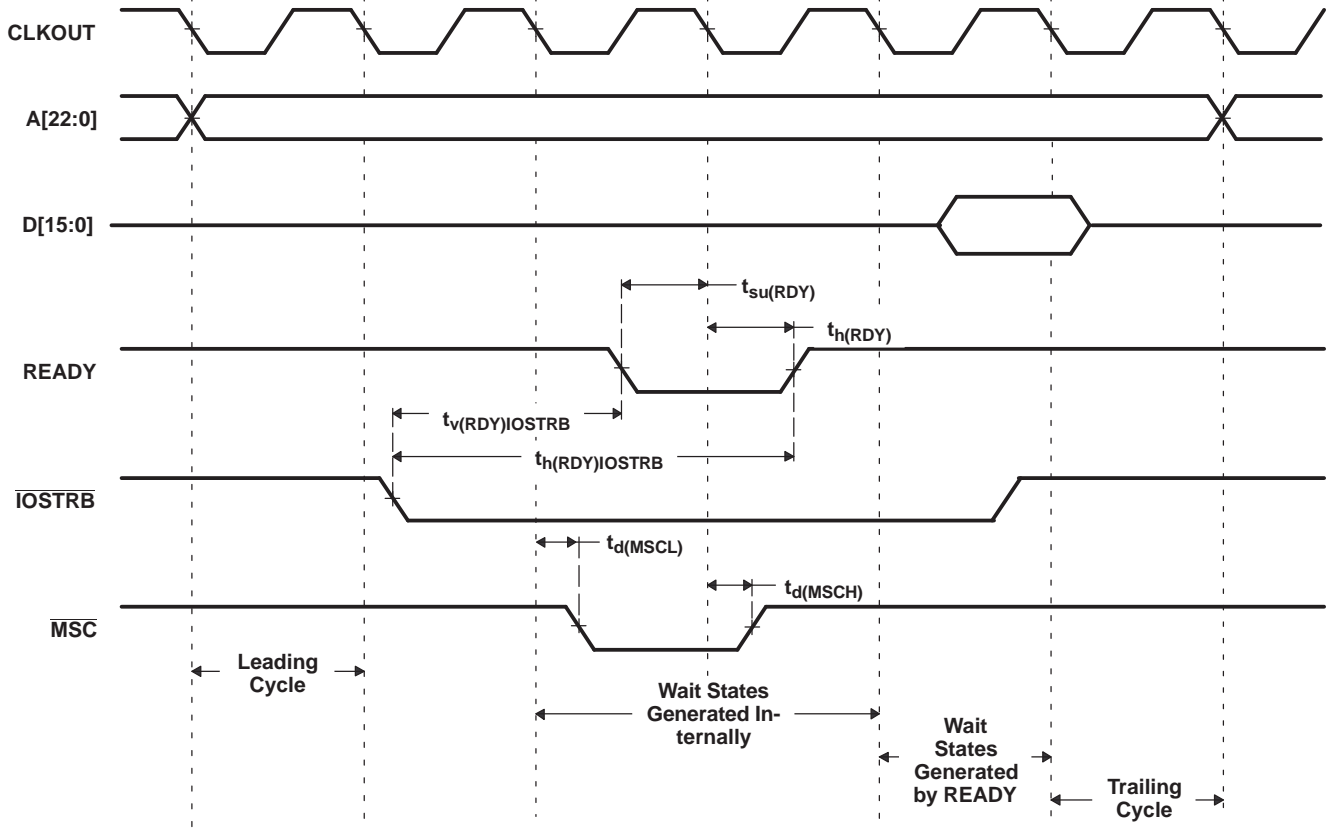 CLKOUT
A[22:0]
D[15:0]
tsu(RDY)
th(RDY)
READY
tv(RDY)IOSTRB
th(RDY)IOSTRB
IOSTRB
td(MSCL)
td(MSCH)
MSC
Leading
Cycle
Wait States
Generated In-
ternally
Wait
States
Generated
by READY
Trailing
Cycle